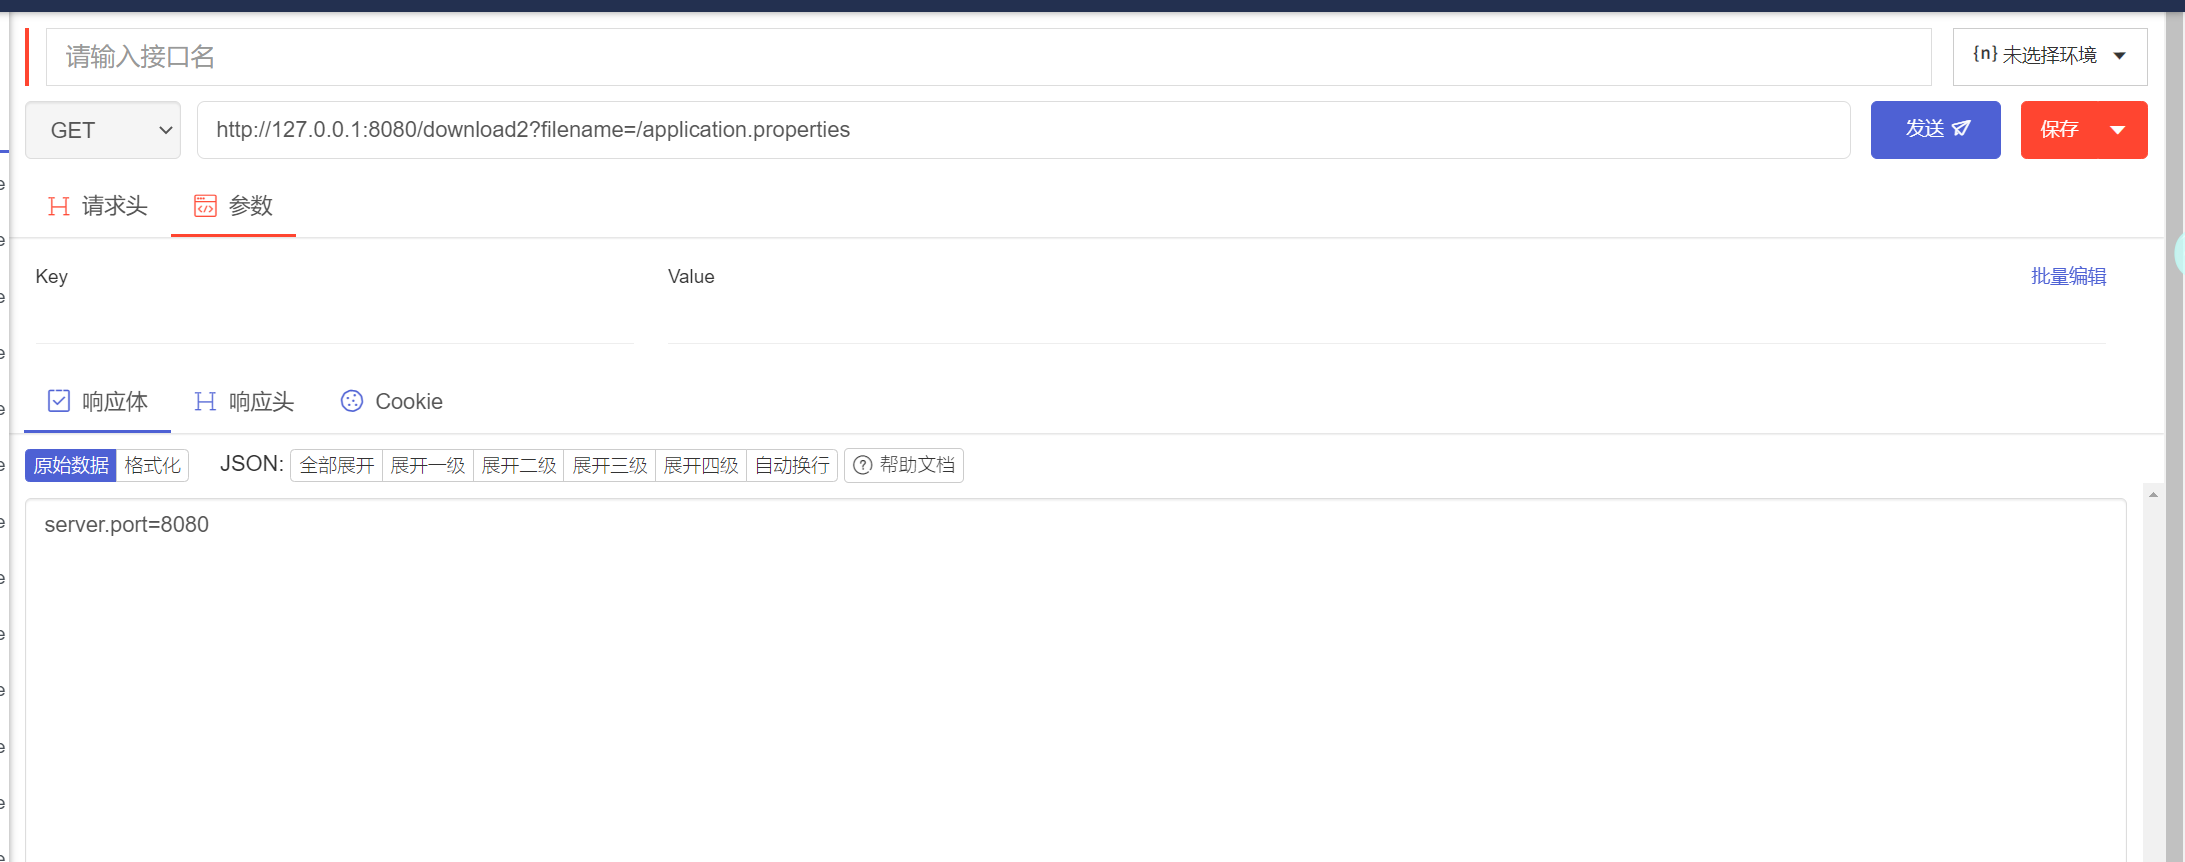 请输入接口名
{n} 未选择环境
GET
http://127.0.0.1:8080/download2?filename=/application.properties
发送
保存
请求头
参数
Key
Value
批量编辑
响应体
响应头
Cookie
原始数据 格式化 JSON: 全部展开 展开一级 展开二级 展开三级 展开四级 自动换行 帮助文档
server.port=8080
e
e
e
e
e
e
e
e
e
e
e
e
e